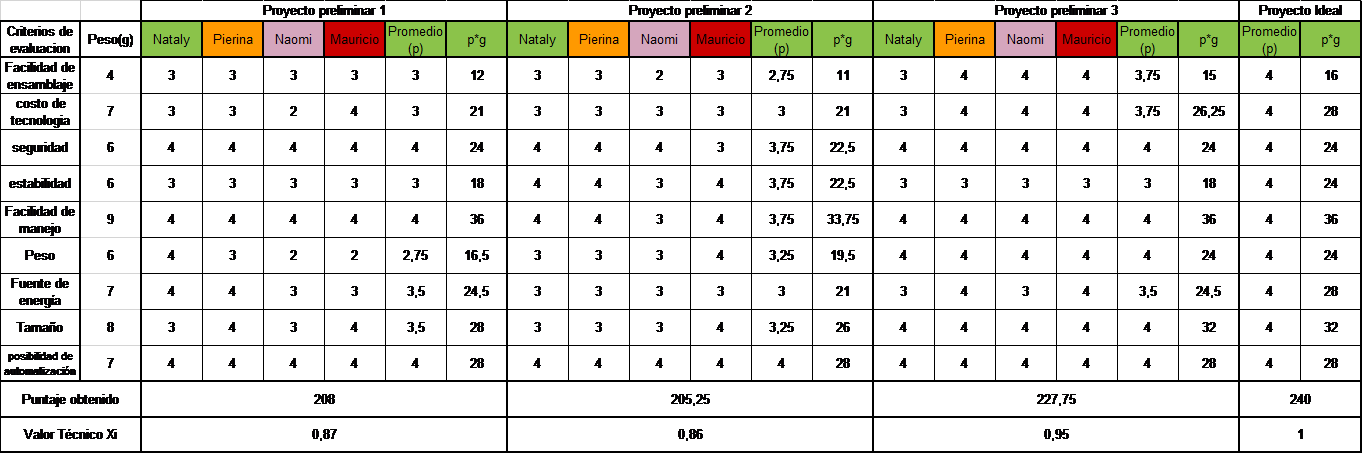 Proyecto preliminar 1 Proyecto preliminar 2 Proyecto preliminar 3 Proyecto Ideal
Criterios de evaluacion Peso(g) Nataly Pierina Naomi Mauricio Promedio (p) p*g Nataly Pierina Naomi Mauricio Promedio (p) p*g Nataly Pierina Naomi Mauricio Promedio (p) p*g Promedio (p) p*g
Facilidad de ensamblaje 4 3 3 3 3 3 12 3 3 2 3 2,75 11 3 4 4 4 3,75 15 4 16
costo de tecnologia 7 3 3 2 4 3 21 3 3 3 3 3 21 3 4 4 4 3,75 26,25 4 28
seguridad 6 4 4 4 4 4 24 4 4 4 3 3,75 22,5 4 4 4 4 4 24 4 24
estabilidad 6 3 3 3 3 3 18 4 4 3 4 3,75 22,5 3 3 3 3 3 18 4 24
Facilidad de manejo 9 4 4 4 4 4 36 4 4 3 4 3,75 33,75 4 4 4 4 4 36 4 36
Peso 6 4 3 2 2 2,75 16,5 3 3 3 4 3,25 19,5 4 4 4 4 4 24 4 24
Fuente de energía 7 4 4 3 3 3,5 24,5 3 3 3 3 3 21 3 4 3 4 3,5 24,5 4 28
Tamaño 8 3 4 3 4 3,5 28 3 3 3 4 3,25 26 4 4 4 4 4 32 4 32
posibilidad de automatización 7 4 4 4 4 4 28 4 4 4 4 4 28 4 4 4 4 4 28 4 28
Puntaje obtenido 208 205,25 227,75 240
Valor Técnico Xi 0,87 0,86 0,95 1